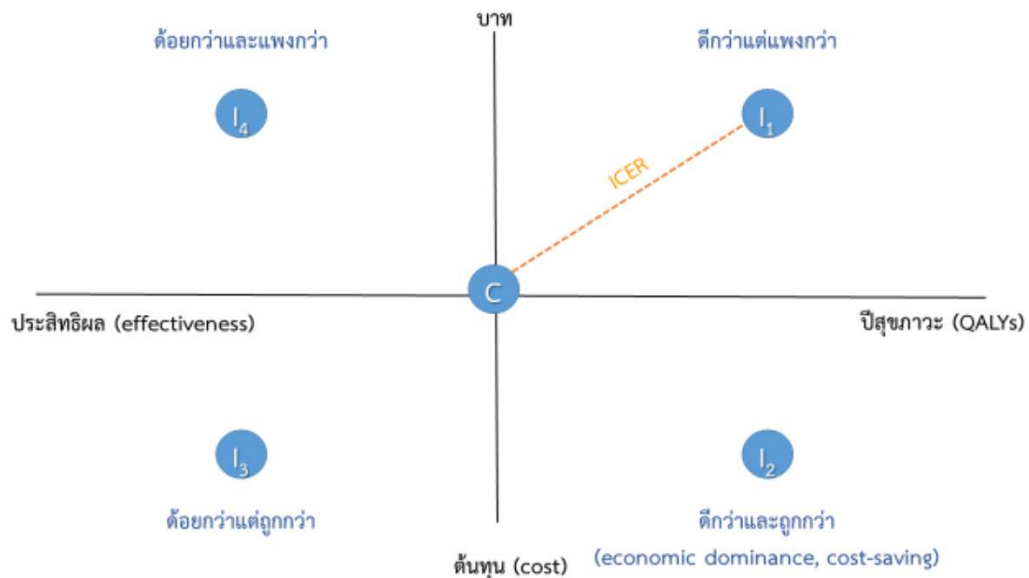 บาท
ด้อยกว่าและแพงกว่า
ดีกว่าแต่แพงกว่า
I4
I1
ICER
C
ประสิทธิผล (effectiveness)
ปีสุขภาวะ (QALYs)
I3
I2
ด้อยกว่าแต่ถูกกว่า
ดีกว่าและถูกกว่า
ต้นทุน (cost)
(economic dominance, cost-saving)